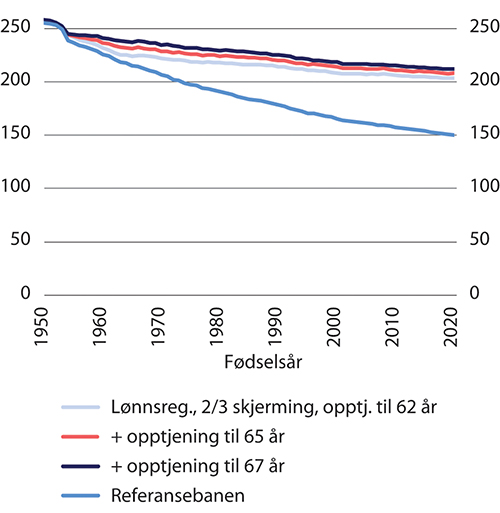 250 250
200 200
150 150
100 100
50 50
0 0
1950 1960 1970 1980 1990 2000 2010 2020
Fødselsår
Lønnsreg., 2/3 skjerming, opptj. til 62 år
+ opptjening til 65 år
+ opptjening til 67 år
Referansebanen